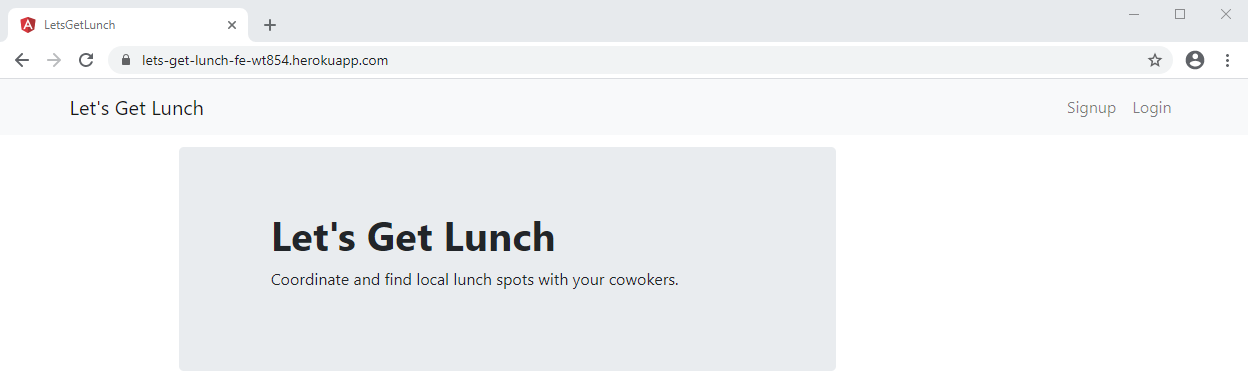 LetsGetLunch
lets-get-lunch-fe-wt854.herokuapp.com
Let's Get Lunch Signup Login
Let's Get Lunch
Coordinate and find local lunch spots with your cowokers.